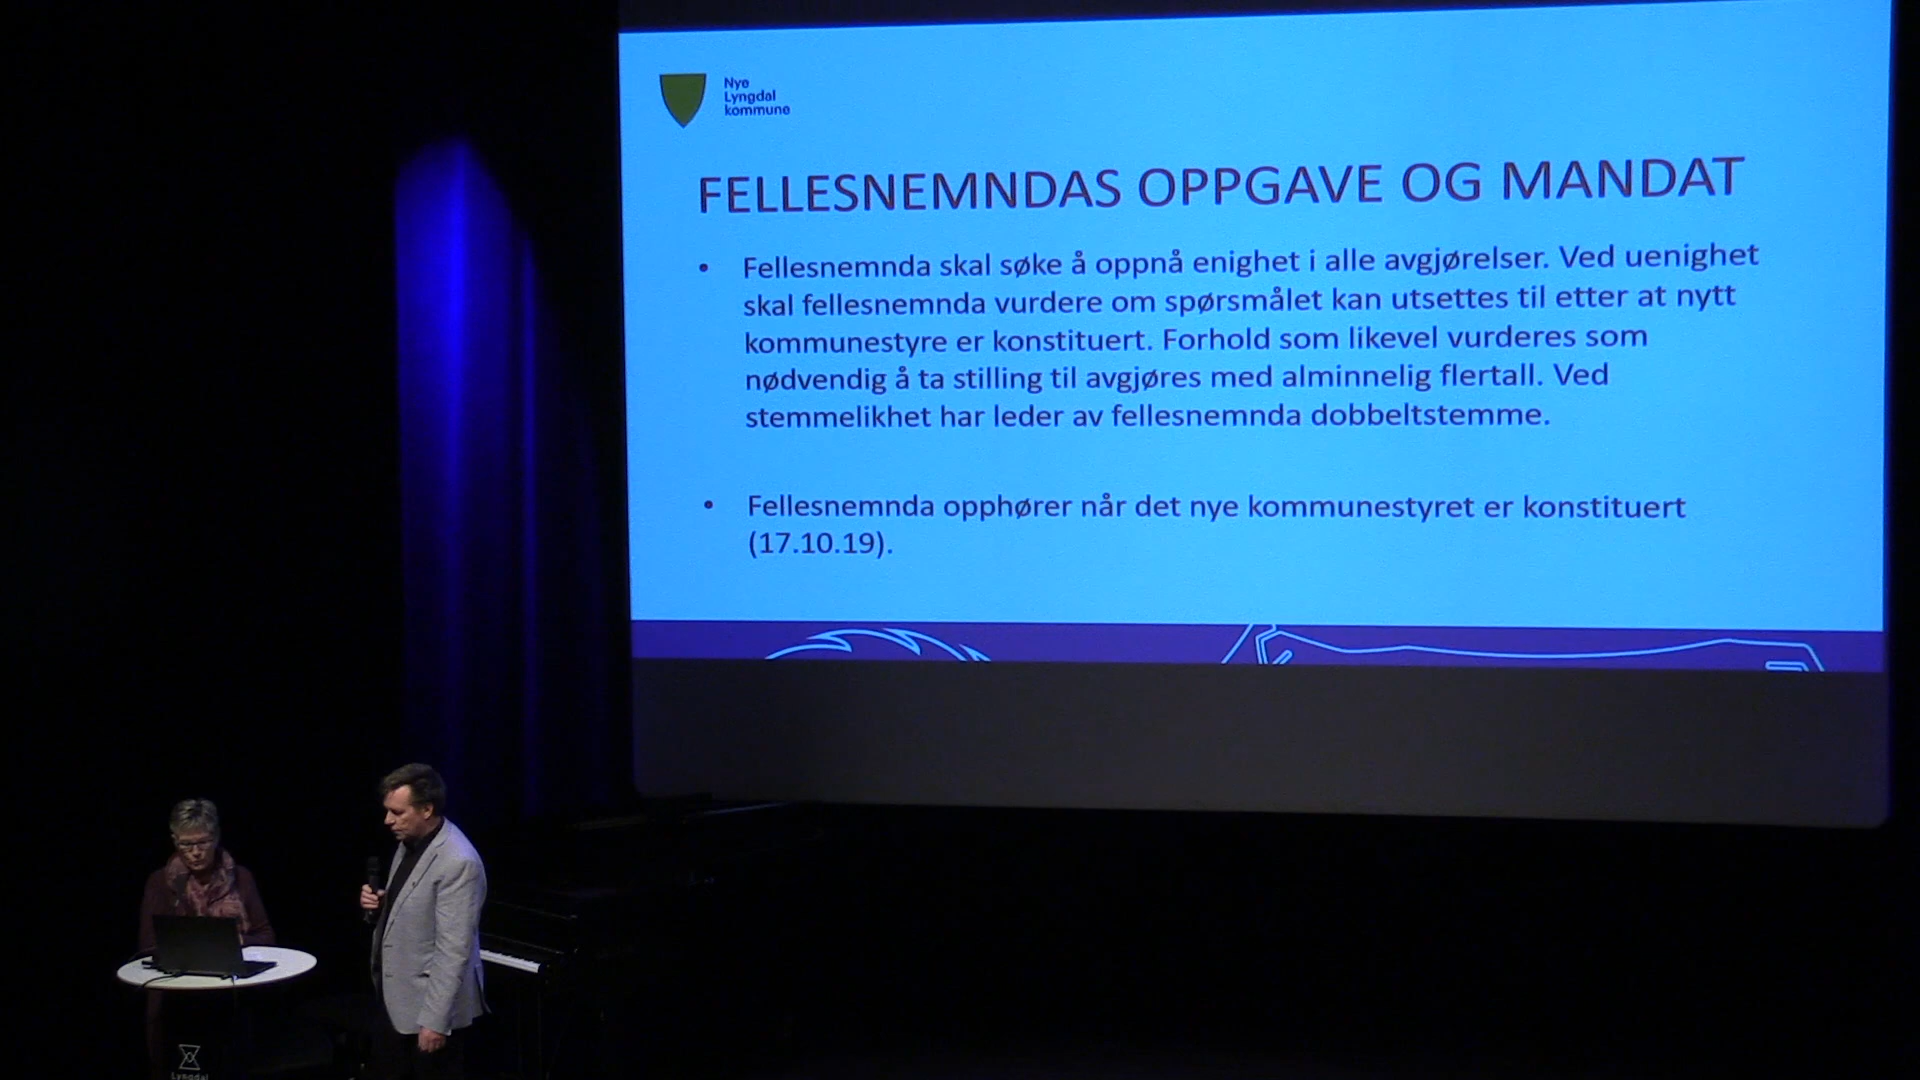 Nye
Lyngdal
kommune
FELLESNEMNDAS OPPGAVE OG MANDAT
• Fellesnemnda skal søke å oppnå enighet i alle avgjørelser. Ved uenighet
skal fellesnemnda vurdere om spørsmålet kan utsettes til etter at nytt
kommunestyre er konstituert. Forhold som likevel vurderes som
nødvendig å ta stilling til avgjøres med alminnelig flertall. Ved
stemmelikhet har leder av fellesnemnda dobbeltstemme.
• Fellesnemnda opphører når det nye kommunestyret er konstituert
(17.10.19).
Lyngdal